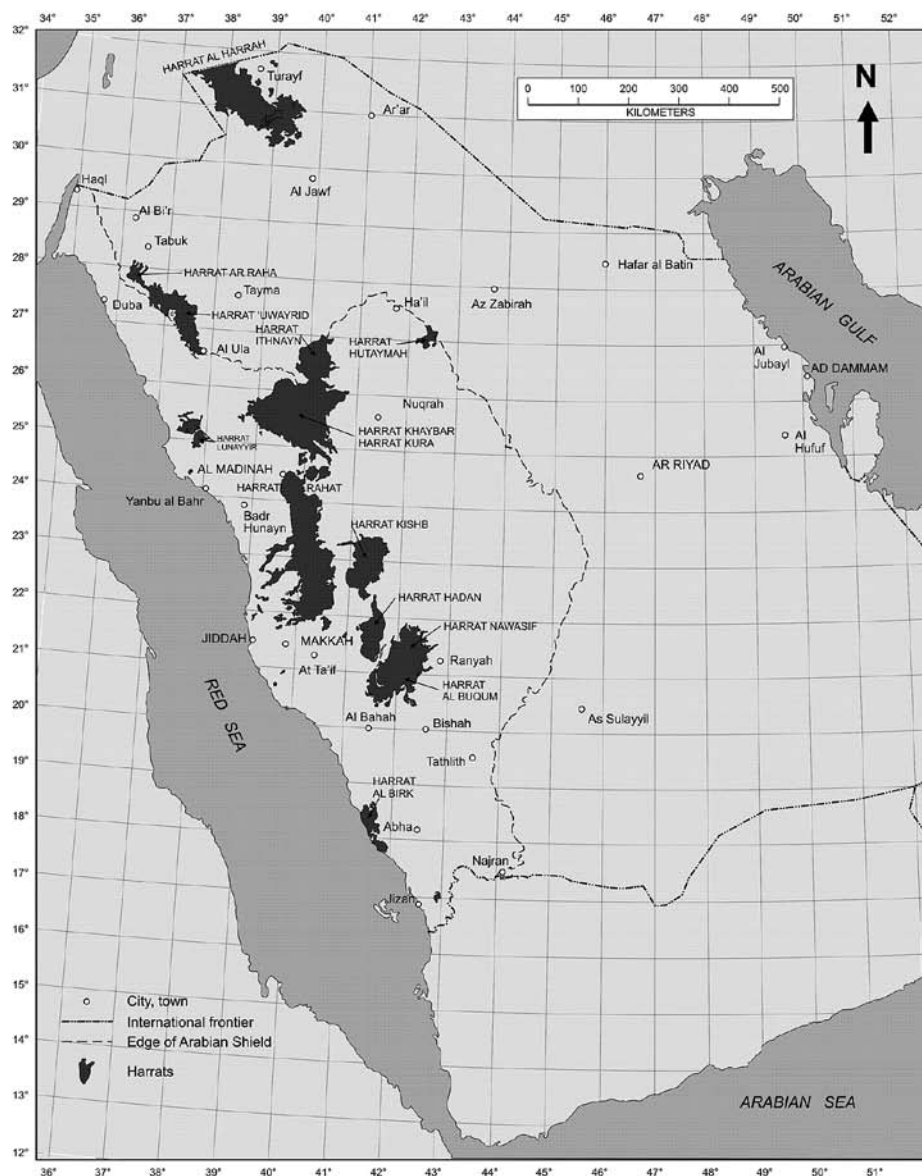 34° 35° 36° 37° 38° 39° 40° 41° 42° 43° 44° 45° 46° 47° 48° 49° 50° 51° 52°
32°
31°
30°
29°
28°
27°
26°
25°
24°
23°
22°
21°
20°
19°
18°
17°
16°
15°
14°
13°
12°
HARRAT AL HARRAH
Turayf
0 100 200 300 400 500
KILOMETERS
N
Ar'ar
Al Jawf
Haql
Al Bi'r
Tabuk
HARRAT AR RAHA
Tayma
Duba
HARRAT 'UWAYRID
HARRAT
ITHNAYN
Ha'il
HARRAT
HUTAYMAH
Az Zabirah
Hafar al Batin
ARABIAN
GULF
Al
Jubayl
AD DAMMAM
Al
Hufuf
Al Ula
Nuqrah
HARRAT KHAYBAR
HARRAT KURA
HARRAT
LUNAYYIR
AL MADINAH
HARRAT RAHAT
AR RIYAD
Yanbu al Bahr
Badr
Hunayn
HARRAT KISHB
HARRAT HADAN
HARRAT NAWASIF
JIDDAH
MAKKAH
At Ta'if
Ranyah
HARRAT
AL BUQUM
RED SEA
Al Bahah
Bishah
As Sulayyil
Tathlith
HARRAT
AL BIRK
Abha
Najran
Jizan
City, town
International frontier
Edge of Arabian Shield
Harrats
ARABIAN SEA
36° 37° 38° 39° 40° 41° 42° 43° 44° 45° 46° 47° 48° 49° 50° 51°